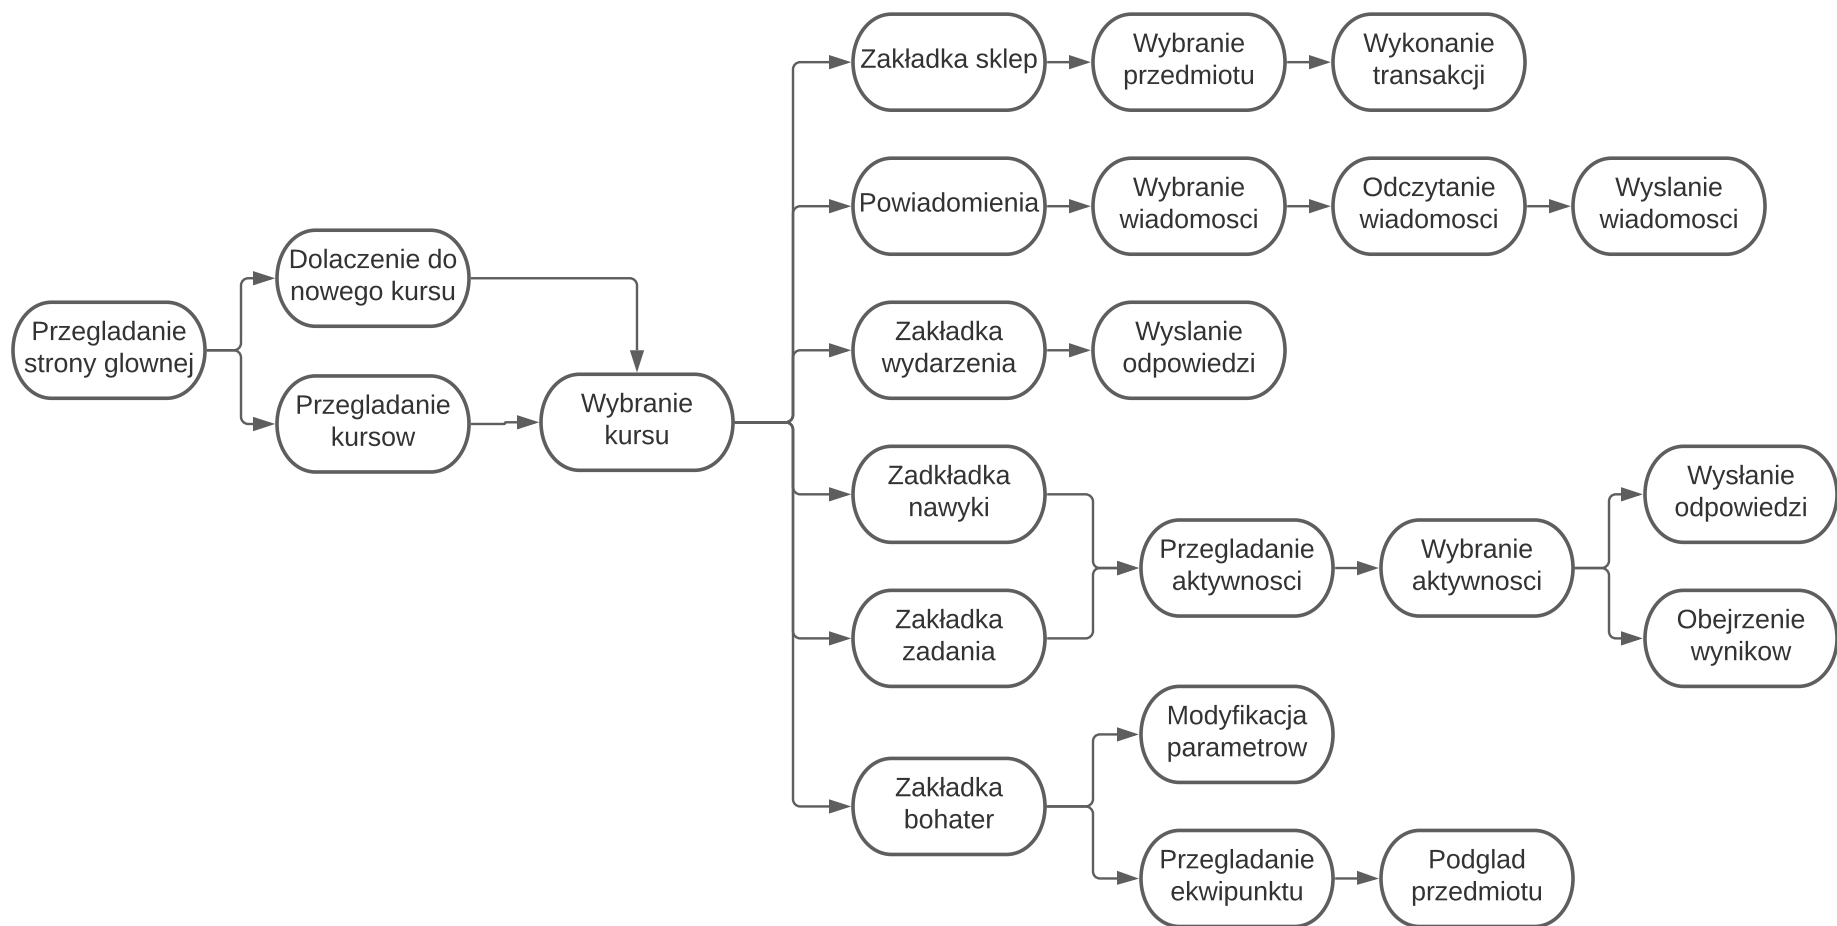 Przegladanie
strony glownej
Dolaczenie do
nowego kursu
Przegladanie
kursow
Wybranie
kursu
Zakładka sklep
Wybranie
przedmiotu
Wykonanie
transakcji
Powiadomienia
Wybranie
wiadomosci
Odczytanie
wiadomosci
Wyslanie
wiadomosci
Zakładka
wydarzenia
Wyslanie
odpowiedzi
Zadkładka
nawyki
Zakładka
zadania
Przegladanie
aktywnosci
Wybranie
aktywnosci
Wysłanie
odpowiedzi
Obejrzenie
wynikow
Zakładka
bohater
Modyfikacja
parametrow
Przegladanie
ekwipunktu
Podglad
przedmiotu